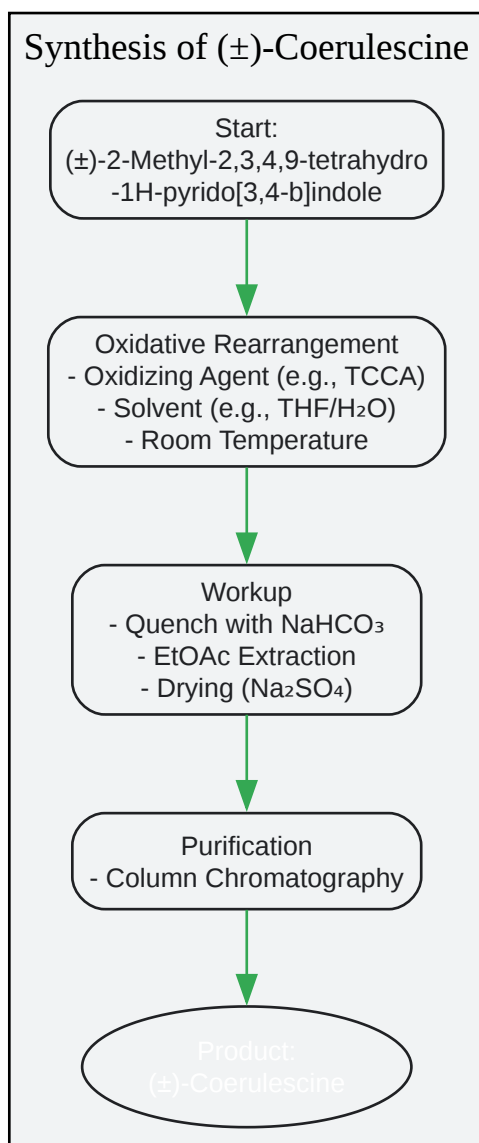 Synthesis of (±)-Coerulescine
Start:
(±)-2-Methyl-2,3,4,9-tetrahydro
-1H-pyrido[3,4-b]indole
Oxidative Rearrangement
- Oxidizing Agent (e.g., TCCA)
- Solvent (e.g., THF/H₂O)
- Room Temperature
Workup
- Quench with NaHCO₃
- EtOAc Extraction
- Drying (Na₂SO₄)
Purification
- Column Chromatography
Product:
(±)-Coerulescine